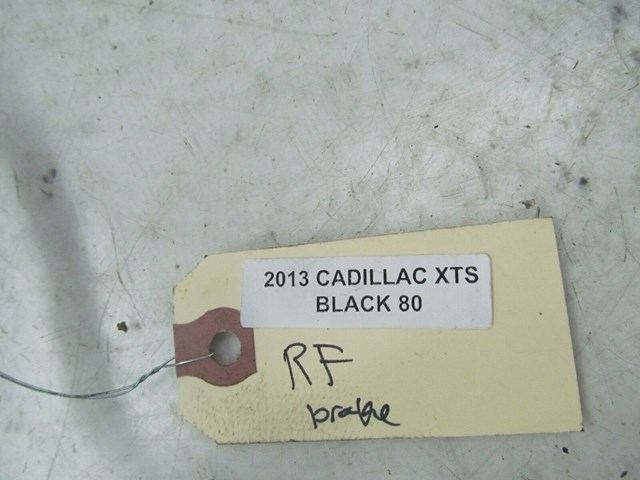 2013 CADILLAC XTS
BLACK 80
RF
brake